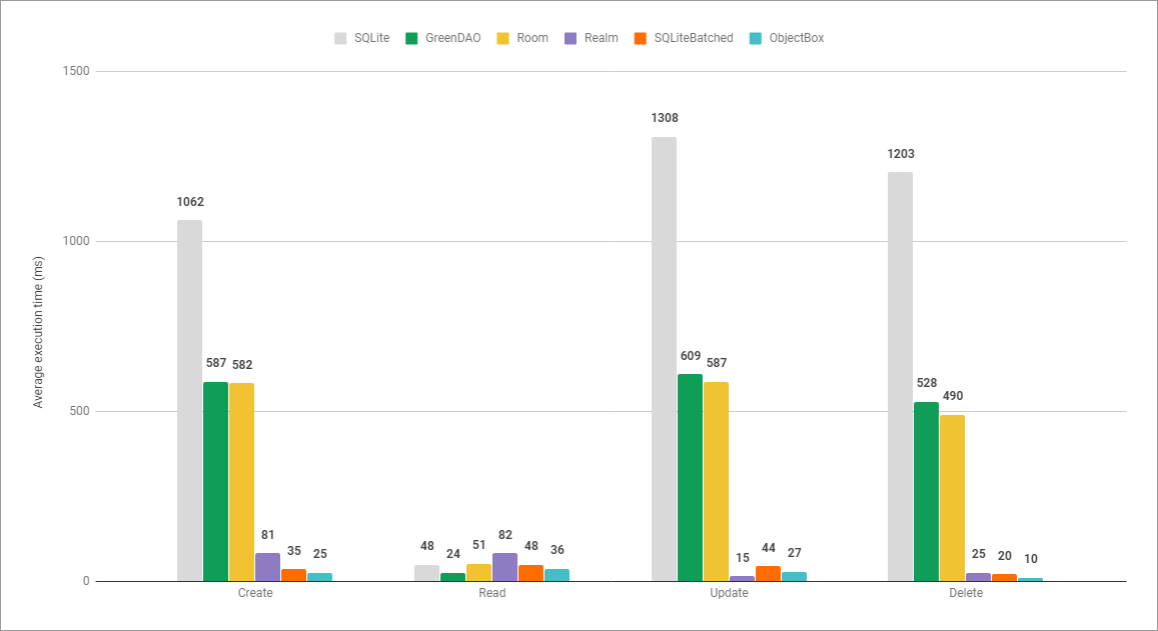 SQLite GreenDAO Room Realm SQLiteBatched ObjectBox
Average execution time (ms)
1500
1000
500
0
1062
587 582
81
35 25
48 24 51 82 48 36
1308
609 587
15 44 27
1203
528 490
25 20 10
Create Read Update Delete